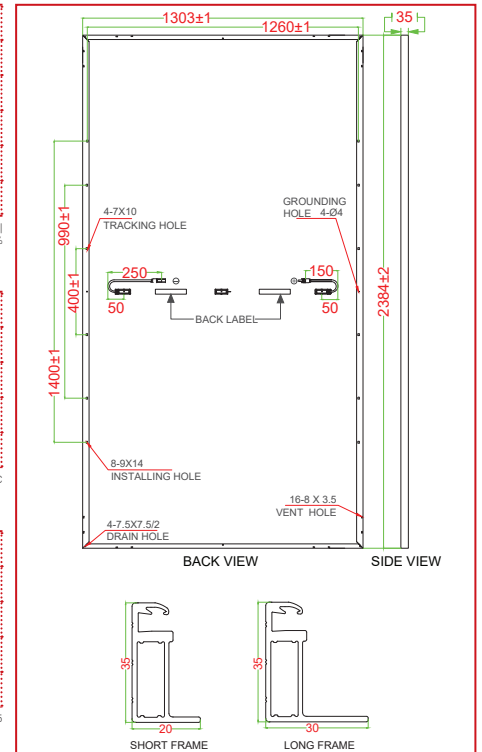 1303±1
35
1260±1
4-7X10
TRACKING HOLE
GROUNDING
HOLE 4-Ø4
990±1
400±1
1400±1
2384±2
250
150
50
50
BACK LABEL
8-9X14
INSTALLING HOLE
16-8 X 3.5
VENT HOLE
4-7.5X7.5/2
DRAIN HOLE
BACK VIEW
SIDE VIEW
35
35
20
30
SHORT FRAME
LONG FRAME